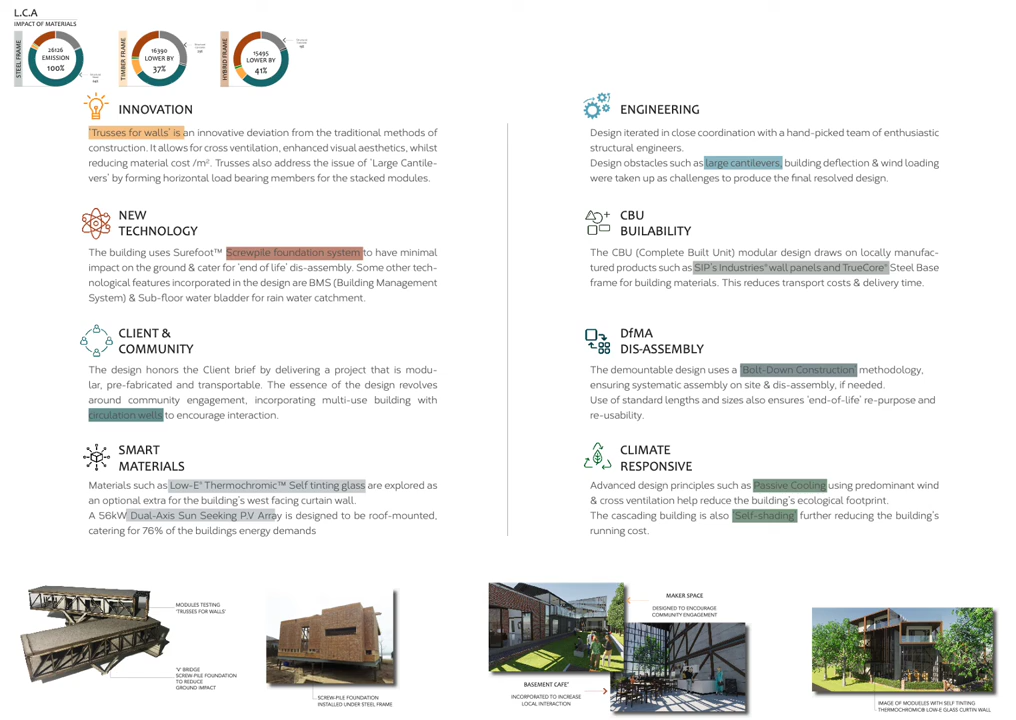 L.C.A
IMPACT OF MATERIALS
STEEL FRAME
26126
EMISSION
100%
TIMBER FRAME
16390
LOWER BY
37%
HYBRID FRAME
15495
LOWER BY
41%
INNOVATION
'Trusses for walls' is an innovative deviation from the traditional methods of
construction. It allows for cross ventilation, enhanced visual aesthetics, whilst
reducing material cost /m². Trusses also address the issue of 'Large Cantile-
vers' by forming horizontal load bearing members for the stacked modules.
NEW
TECHNOLOGY
The building uses Surefoot™ Screwpile foundation system to have minimal
impact on the ground & cater for 'end of life' dis-assembly. Some other tech-
nological features incorporated in the design are BMS (Building Management
System) & Sub-floor water bladder for rain water catchment.
CLIENT &
COMMUNITY
The design honors the Client brief by delivering a project that is modu-
lar, pre-fabricated and transportable. The essence of the design revolves
around community engagement, incorporating multi-use building with
circulation wells to encourage interaction.
SMART
MATERIALS
Materials such as Low-E® Thermochromic™ Self tinting glass are explored as
an optional extra for the building's west facing curtain wall.
A 56kW Dual-Axis Sun Seeking P.V Array is designed to be roof-mounted,
catering for 76% of the buildings energy demands
ENGINEERING
Design iterated in close coordination with a hand-picked team of enthusiastic
structural engineers.
Design obstacles such as large cantilevers, building deflection & wind loading
were taken up as challenges to produce the final resolved design.
CBU
BUILABILITY
The CBU (Complete Built Unit) modular design draws on locally manufac-
tured products such as SIP's Industries® wall panels and TrueCore® Steel Base
frame for building materials. This reduces transport costs & delivery time.
DfMA
DIS-ASSEMBLY
The demountable design uses a 'Bolt-Down Construction' methodology,
ensuring systematic assembly on site & dis-assembly, if needed.
Use of standard lengths and sizes also ensures 'end-of-life' re-purpose and
re-usability.
CLIMATE
RESPONSIVE
Advanced design principles such as Passive Cooling using predominant wind
& cross ventilation help reduce the building's ecological footprint.
The cascading building is also 'Self-shading' further reducing the building's
running cost.
MODULES TESTING
'TRUSSES FOR WALLS'
'V' BRIDGE
SCREW-PILE FOUNDATION
TO REDUCE
GROUND IMPACT
SCREW-PILE FOUNDATION
INSTALLED UNDER STEEL FRAME
MAKER SPACE
DESIGNED TO ENCOURAGE
COMMUNITY ENGAGEMENT
BASEMENT CAFE'
INCORPORATED TO INCREASE
LOCAL INTERACTION
IMAGE OF MODUELES WITH SELF TINTING
THERMOCHROMIC® LOW-E GLASS CURTIN WALL